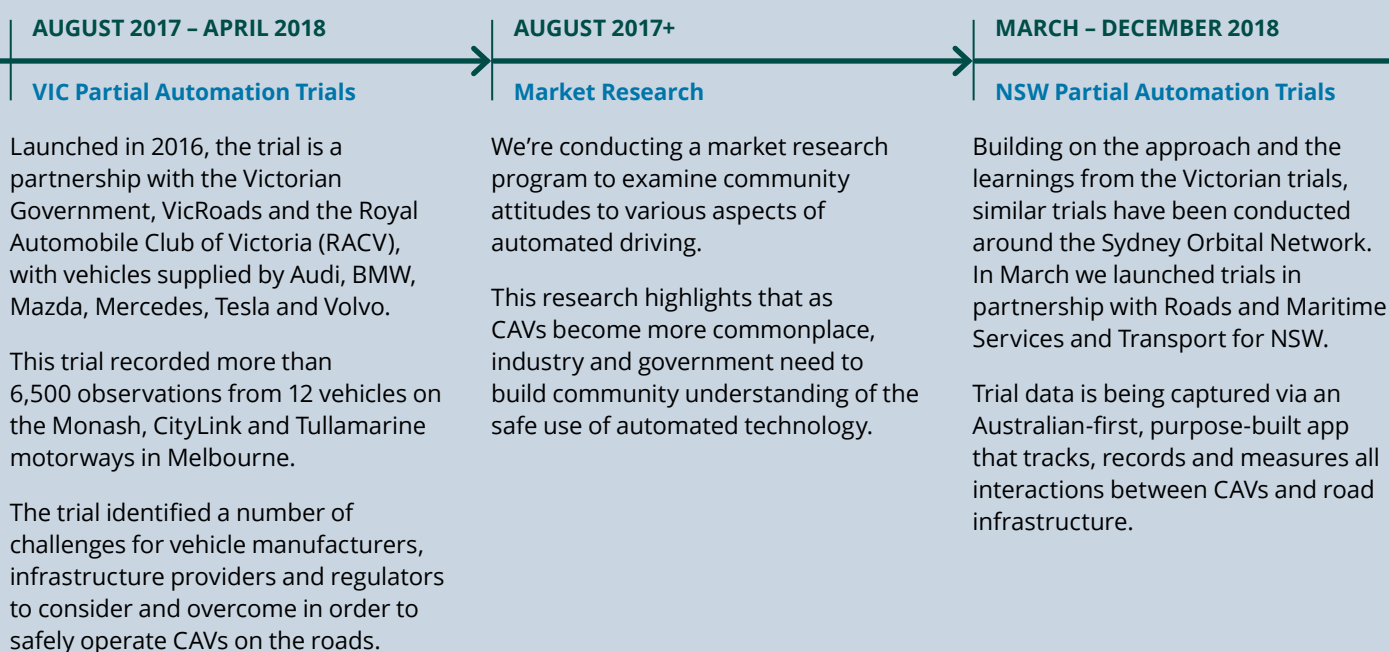 AUGUST 2017 – APRIL 2018
VIC Partial Automation Trials
Launched in 2016, the trial is a
partnership with the Victorian
Government, VicRoads and the Royal
Automobile Club of Victoria (RACV),
with vehicles supplied by Audi, BMW,
Mazda, Mercedes, Tesla and Volvo.
This trial recorded more than
6,500 observations from 12 vehicles on
the Monash, CityLink and Tullamarine
motorways in Melbourne.
The trial identified a number of
challenges for vehicle manufacturers,
infrastructure providers and regulators
to consider and overcome in order to
safely operate CAVs on the roads.
AUGUST 2017+
Market Research
We’re conducting a market research
program to examine community
attitudes to various aspects of
automated driving.
This research highlights that as
CAVs become more commonplace,
industry and government need to
build community understanding of the
safe use of automated technology.
MARCH – DECEMBER 2018
NSW Partial Automation Trials
Building on the approach and the
learnings from the Victorian trials,
similar trials have been conducted
around the Sydney Orbital Network.
In March we launched trials in
partnership with Roads and Maritime
Services and Transport for NSW.
Trial data is being captured via an
Australian-first, purpose-built app
that tracks, records and measures all
interactions between CAVs and road
infrastructure.